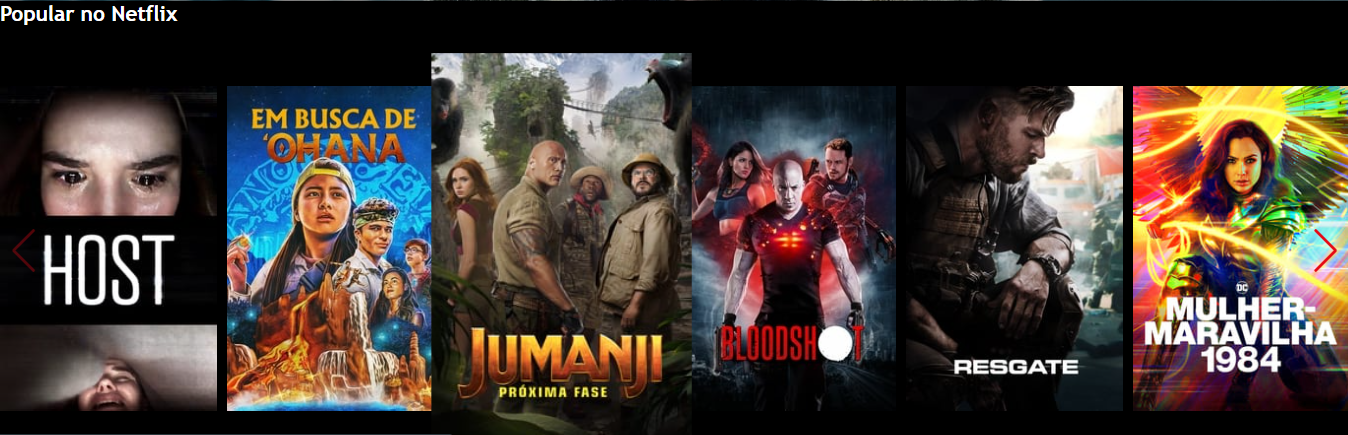 Popular no Netflix
HOST
EM BUSCA DE
'OHANA
JUMANJI
PRÓXIMA FASE
BLOODSHOT
RESGATE
DC
MULHER-
MARAVILHA
1984